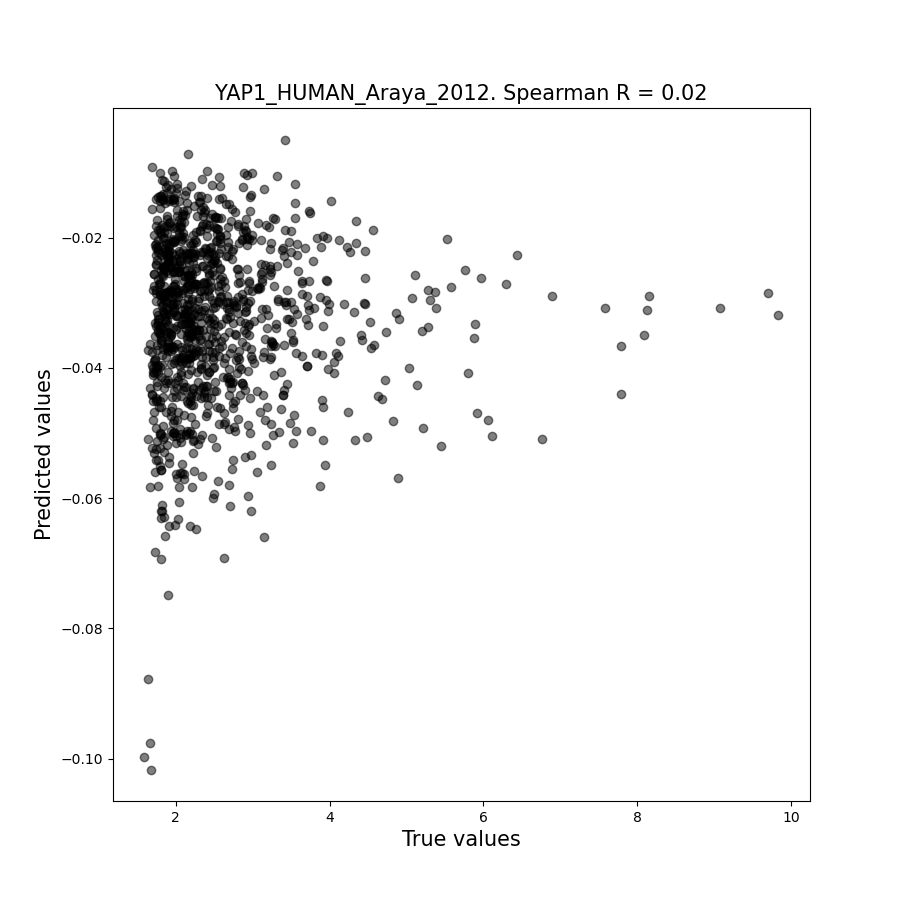 YAP1_HUMAN_Araya_2012. Spearman R = 0.02
Predicted values
−0.02
−0.04
−0.06
−0.08
−0.10
2 4 6 8 10
True values